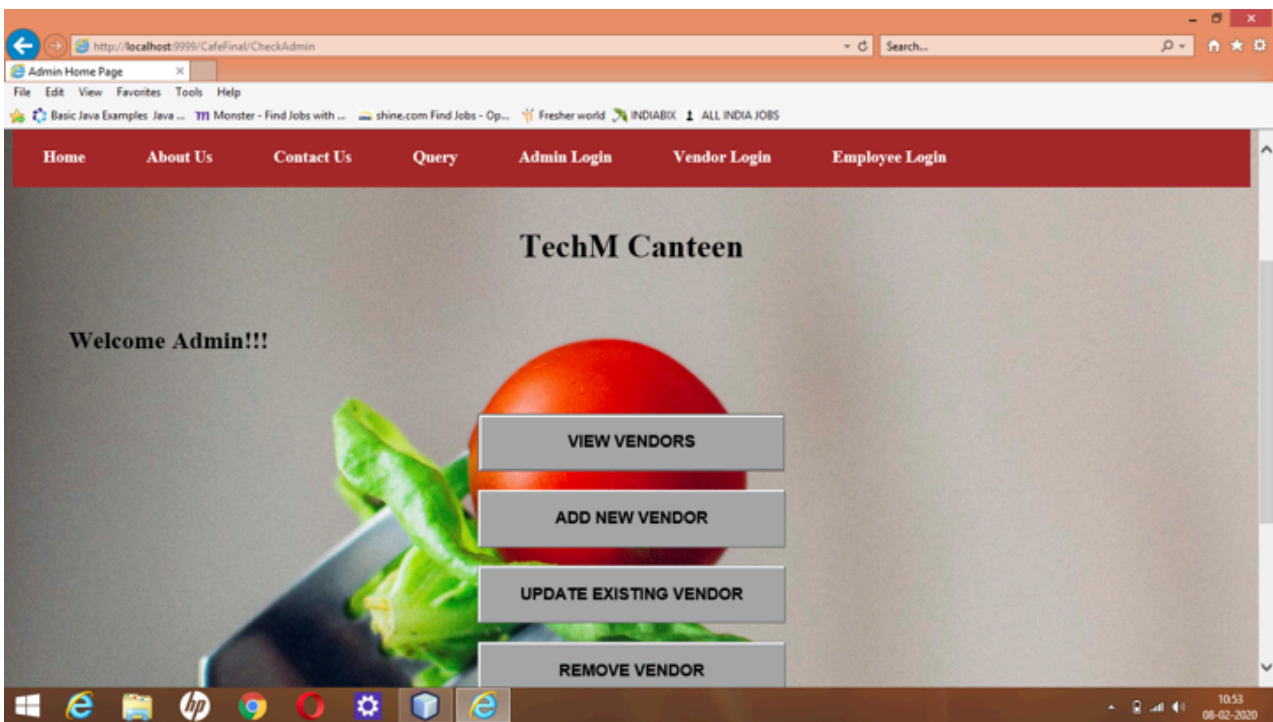 http://localhost:9999/CafeFinal/CheckAdmin
Search...
Admin Home Page
File Edit View Favorites Tools Help
Basic Java Examples Java ... Monster - Find Jobs with ... shine.com Find Jobs - Op... Fresher world INDIABIX ALL INDIA JOBS
Home About Us Contact Us Query Admin Login Vendor Login Employee Login
TechM Canteen
Welcome Admin!!!
VIEW VENDORS
ADD NEW VENDOR
UPDATE EXISTING VENDOR
REMOVE VENDOR
hp
10:53
08-02-2020